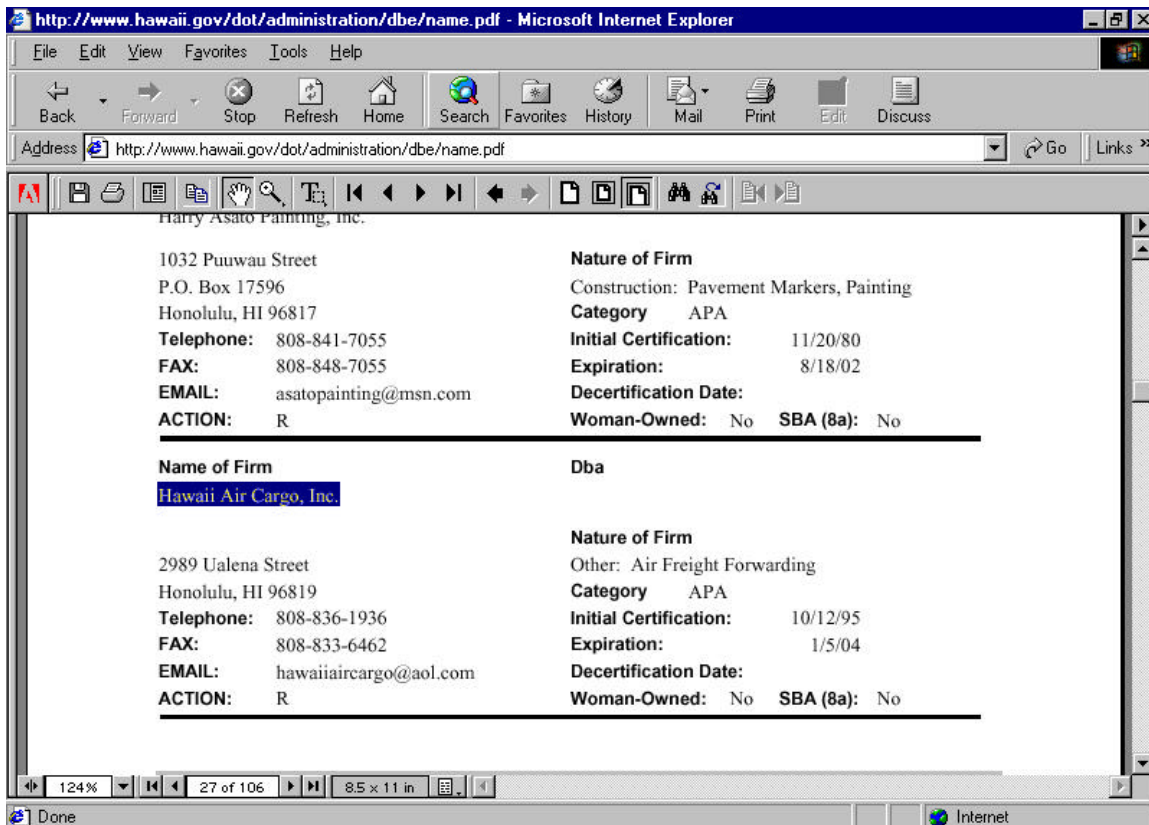 http://www.hawaii.gov/dot/administration/dbe/name.pdf - Microsoft Internet Explorer
File Edit View Favorites Tools Help
Back Forward Stop Refresh Home Search Favorites History Mail Print Edit Discuss
Address http://www.hawaii.gov/dot/administration/dbe/name.pdf Go Links »
Harry Asato Painting, Inc.
1032 Puuwau Street Nature of Firm
P.O. Box 17596 Construction: Pavement Markers, Painting
Honolulu, HI 96817 Category APA
Telephone: 808-841-7055 Initial Certification: 11/20/80
FAX: 808-848-7055 Expiration: 8/18/02
EMAIL: asatopainting@msn.com Decertification Date:
ACTION: R Woman-Owned: No SBA (8a): No
Name of Firm Dba
Hawaii Air Cargo, Inc.
Nature of Firm
2989 Ualena Street Other: Air Freight Forwarding
Honolulu, HI 96819 Category APA
Telephone: 808-836-1936 Initial Certification: 10/12/95
FAX: 808-833-6462 Expiration: 1/5/04
EMAIL: hawaiiaircargo@aol.com Decertification Date:
ACTION: R Woman-Owned: No SBA (8a): No
124% 27 of 106 8.5 x 11 in
Done Internet